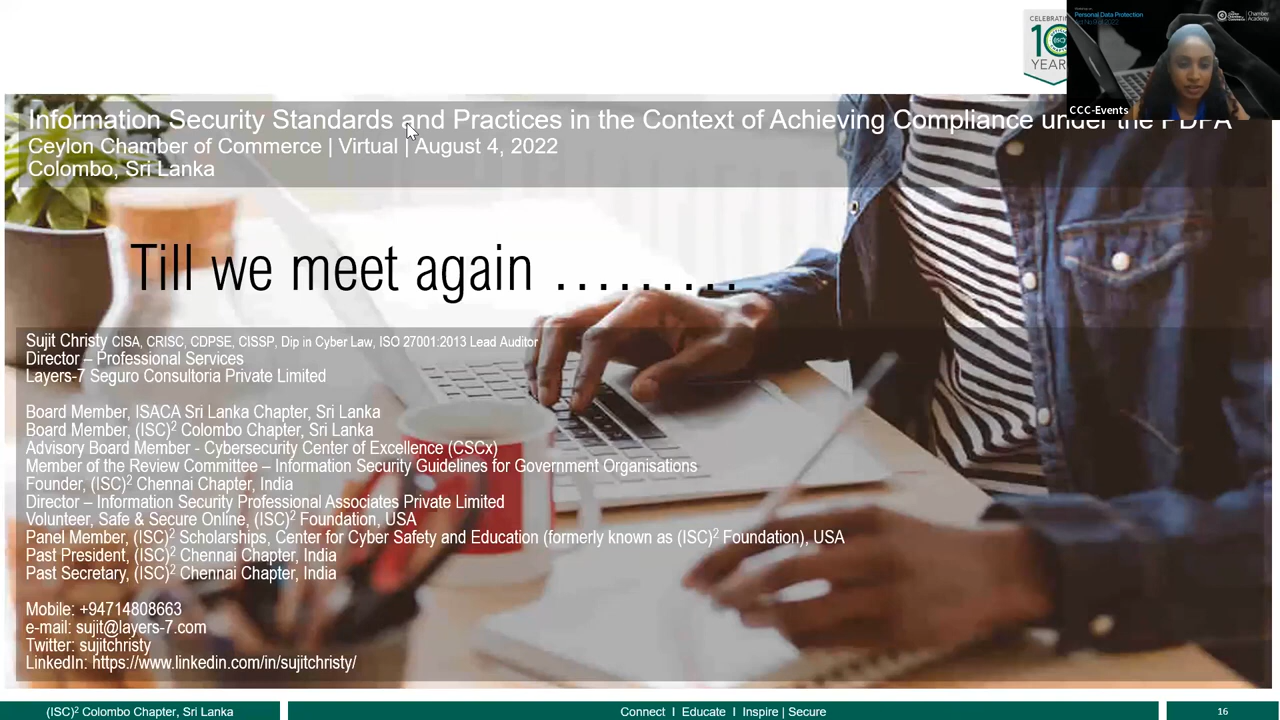 CELEBRATING
10
YEARS
Personal Data Protection
Chamber
Academy
CCC-Events
Information Security Standards and Practices in the Context of Achieving Compliance under the PDPA
Ceylon Chamber of Commerce | Virtual | August 4, 2022
Colombo, Sri Lanka
Till we meet again ..........
Sujit Christy CISA, CRISC, CDPSE, CISSP, Dip in Cyber Law, ISO 27001:2013 Lead Auditor
Director – Professional Services
Layers-7 Seguro Consultoria Private Limited
Board Member, ISACA Sri Lanka Chapter, Sri Lanka
Board Member, (ISC)² Colombo Chapter, Sri Lanka
Advisory Board Member - Cybersecurity Center of Excellence (CSCx)
Member of the Review Committee – Information Security Guidelines for Government Organisations
Founder, (ISC)² Chennai Chapter, India
Director – Information Security Professional Associates Private Limited
Volunteer, Safe & Secure Online, (ISC)² Foundation, USA
Panel Member, (ISC)² Scholarships, Center for Cyber Safety and Education (formerly known as (ISC)² Foundation), USA
Past President, (ISC)² Chennai Chapter, India
Past Secretary, (ISC)² Chennai Chapter, India
Mobile: +94714808663
e-mail: sujit@layers-7.com
Twitter: sujitchristy
LinkedIn: https://www.linkedin.com/in/sujitchristy/
(ISC)² Colombo Chapter, Sri Lanka
Connect I Educate I Inspire | Secure
16